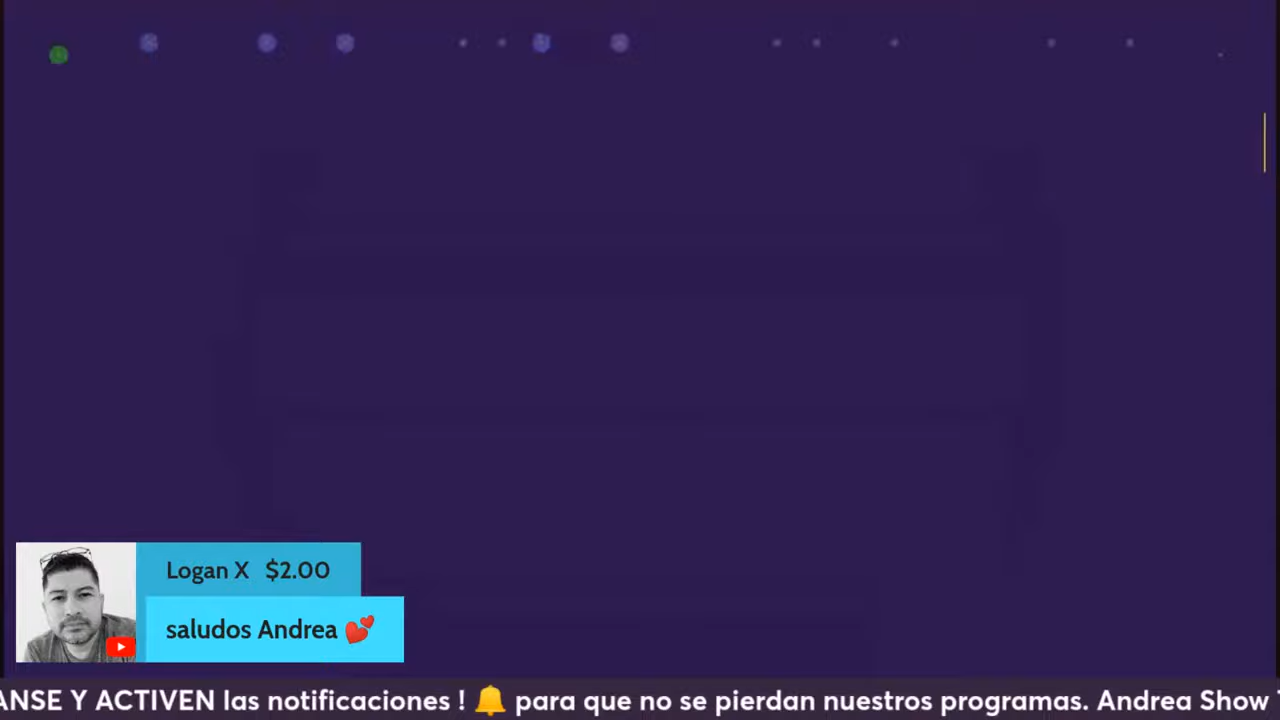 Logan X $2.00
saludos Andrea 💕
ANSE Y ACTIVEN las notificaciones ! 🔔 para que no se pierdan nuestros programas. Andrea Show